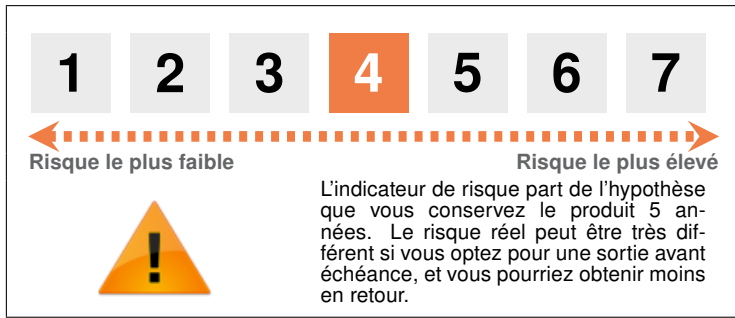 1 2 3 4 5 6 7
Risque le plus faible Risque le plus élevé
L'indicateur de risque part de l'hypothèse
que vous conservez le produit 5 an-
nées. Le risque réel peut être très dif-
férent si vous optez pour une sortie avant
échéance, et vous pourriez obtenir moins
en retour.
!